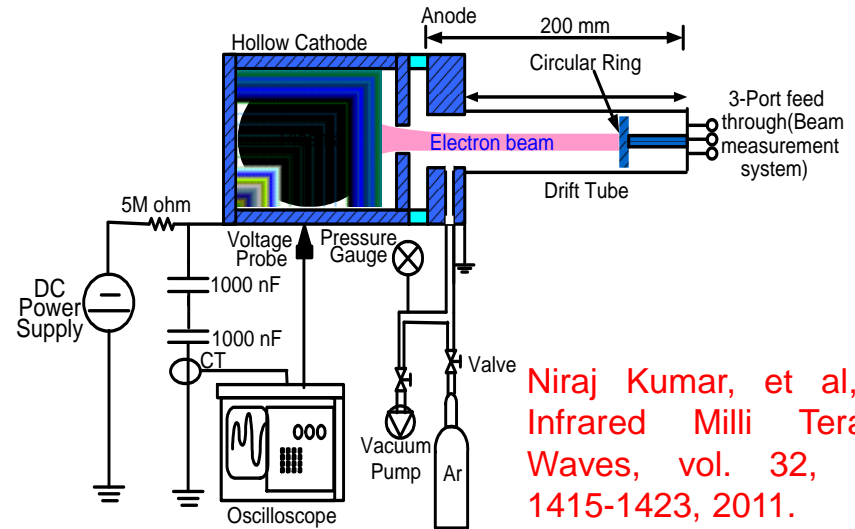 Anode
200 mm
Hollow Cathode
Circular Ring
3-Port feed
through(Beam
measurement
system)
Electron beam
Drift Tube
5M ohm
Voltage
Probe
Pressure
Gauge
DC
Power
Supply
1000 nF
1000 nF
CT
Valve
Vacuum
Pump
Ar
Oscilloscope
Niraj Kumar, et al,
Infrared Milli Tera
Waves, vol. 32,
1415-1423, 2011.